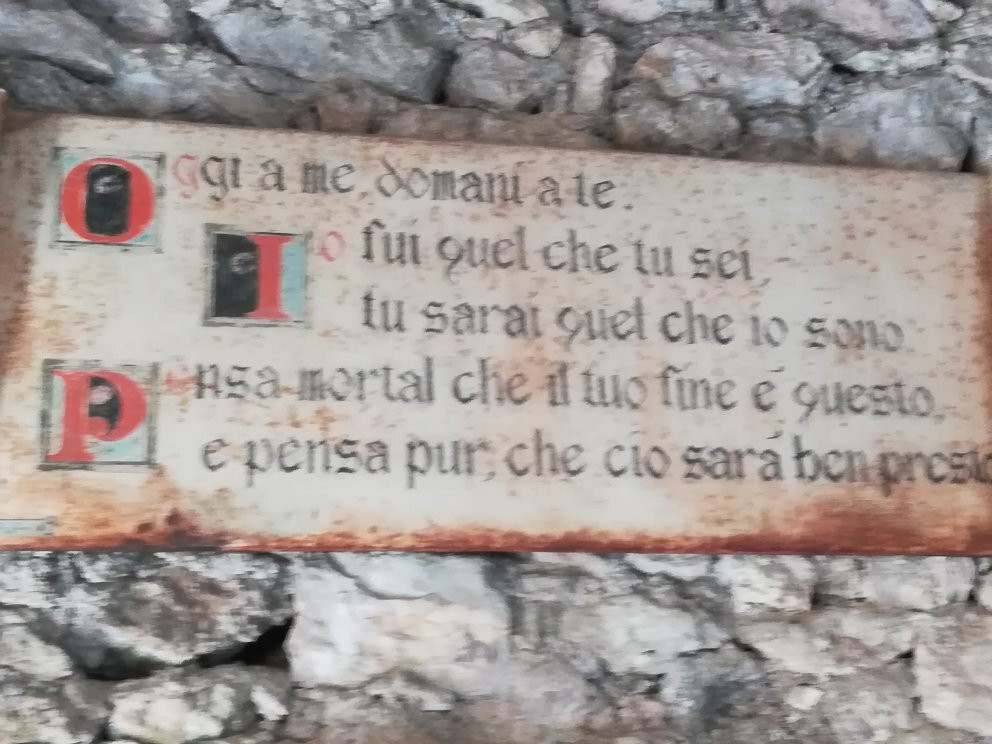 Oggi a me, domani a te.
Io fui quel che tu sei,
tu sarai quel che io sono.
Pensa mortal che il tuo fine é questo,
e pensa pur, che cio sará ben presto